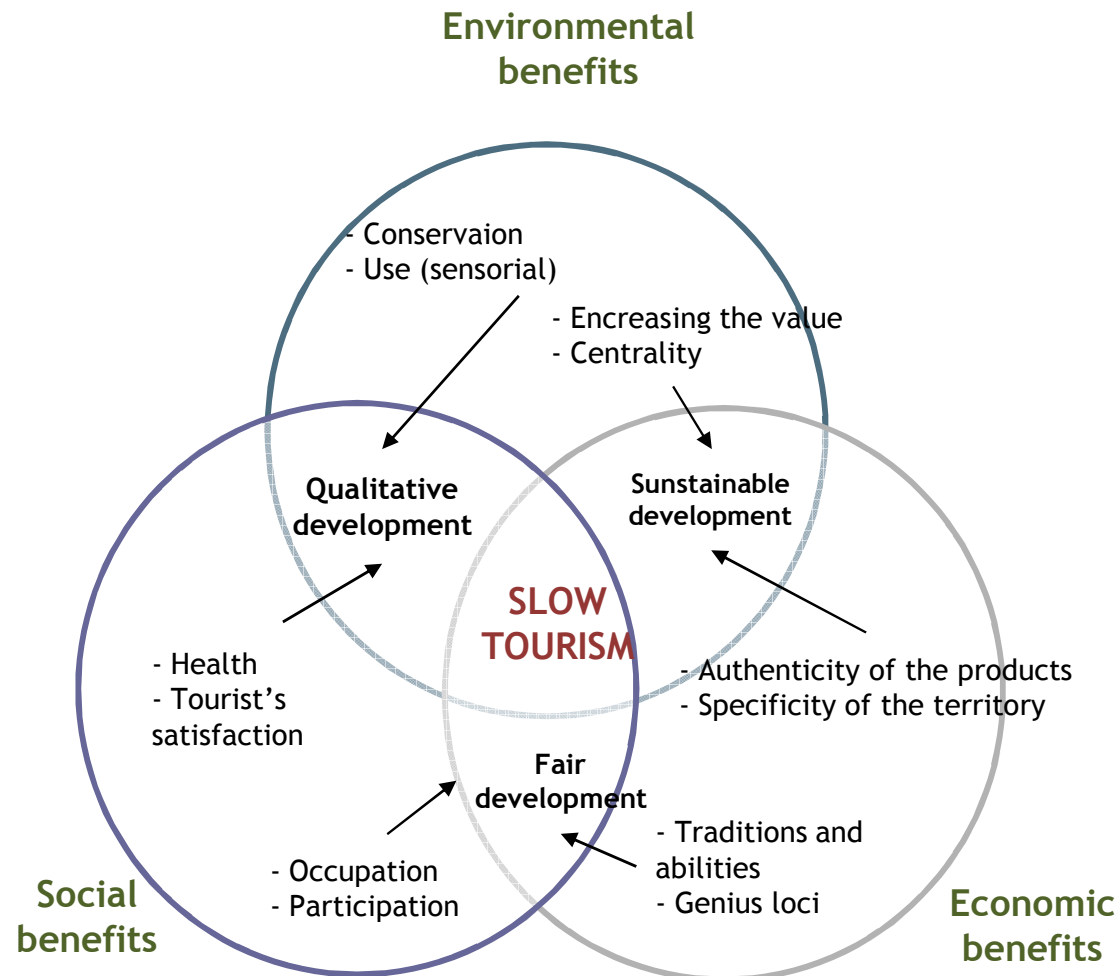 Environmental
benefits
- Conservaion
- Use (sensorial)
- Encreasing the value
- Centrality
Qualitative
development
Sunstainable
development
SLOW
TOURISM
- Health
- Tourist’s
satisfaction
- Authenticity of the products
- Specificity of the territory
Fair
development
- Occupation
- Participation
- Traditions and
abilities
- Genius loci
Social
benefits
Economic
benefits